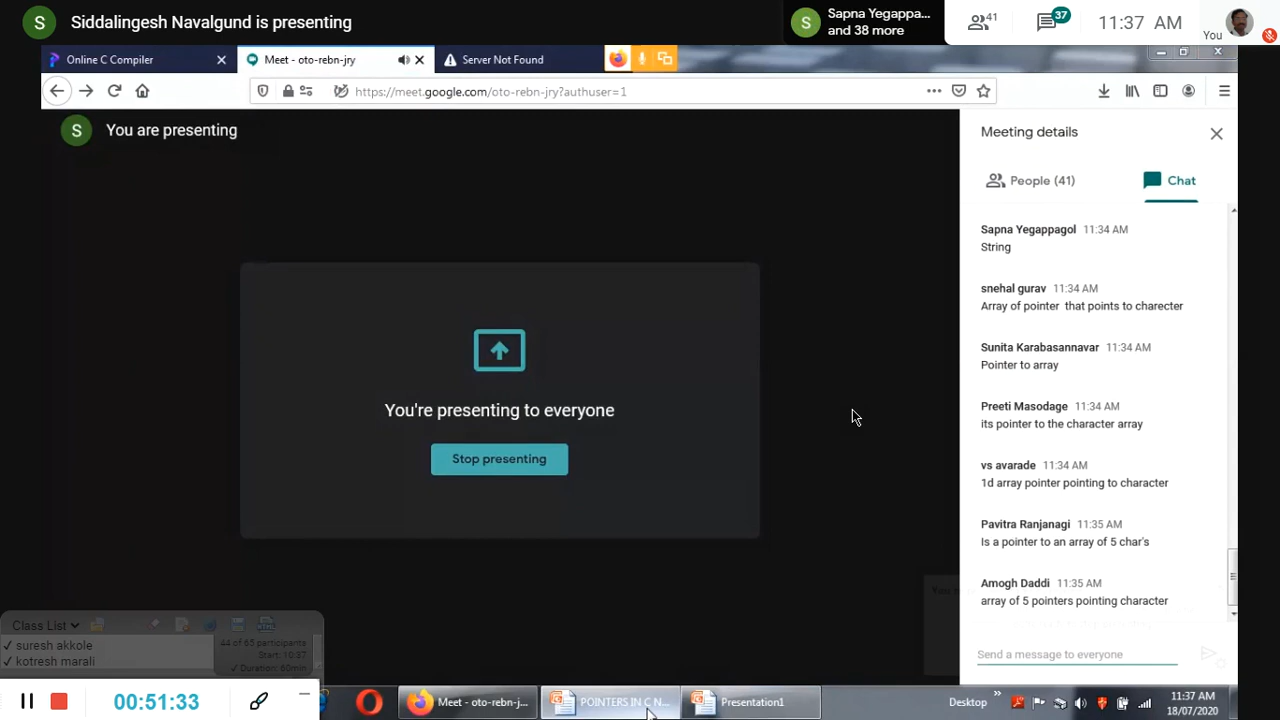 S Siddalingesh Navalgund is presenting
S Sapna Yegappa...
and 38 more
41
37
11:37 AM
You
Online C Compiler
Meet - oto-rebn-jry
Server Not Found
https://meet.google.com/oto-rebn-jry?authuser=1
S You are presenting
Meeting details
People (41)
Chat
Sapna Yegappagol 11:34 AM
String
snehal gurav 11:34 AM
Array of pointer that points to charecter
Sunita Karabasannavar 11:34 AM
Pointer to array
Preeti Masodage 11:34 AM
its pointer to the character array
vs avarade 11:34 AM
1d array pointer pointing to character
Pavitra Ranjanagi 11:35 AM
Is a pointer to an array of 5 char's
Amogh Daddi 11:35 AM
array of 5 pointers pointing character
You're presenting to everyone
Stop presenting
Send a message to everyone
Class List
✓ suresh akkole
✓ kotresh marali
44 of 65 participants
Start: 10:37
✓ Duration: 60min
00:51:33
Meet - oto-rebn-j...
POINTERS IN C N...
Presentation1
Desktop
11:37 AM
18/07/2020